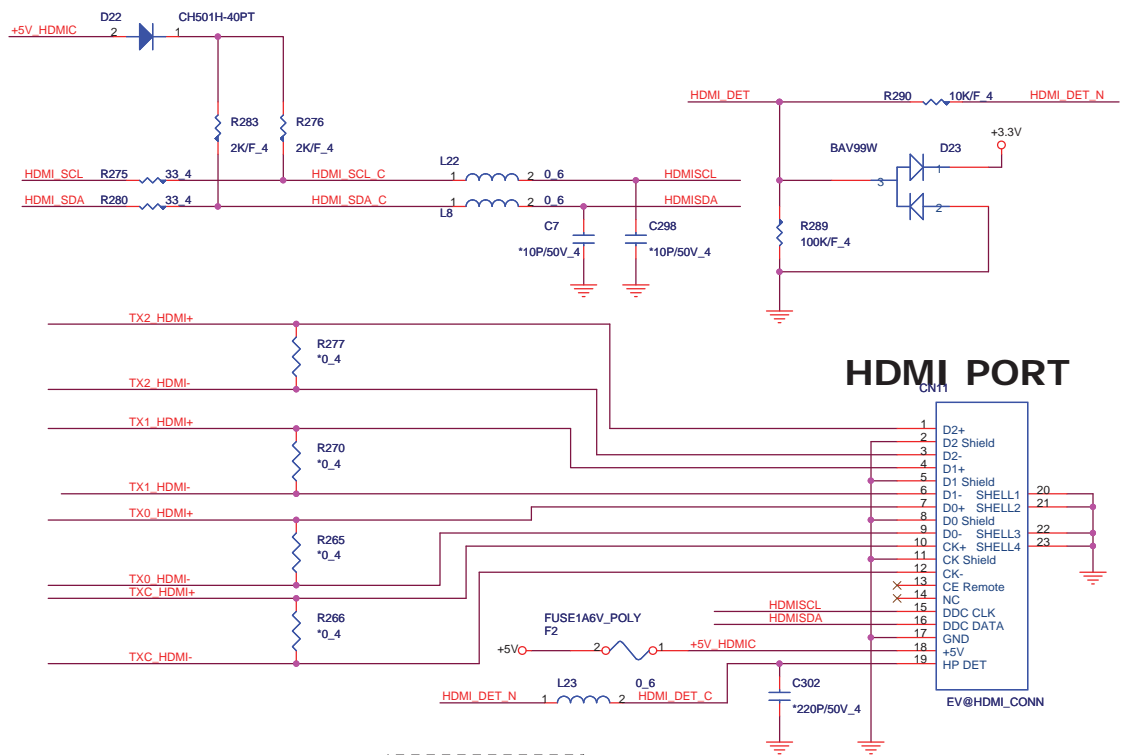 D22 CH501H-40PT
+5V_HDMIC 2 1
HDMI_DET R290 10K/F_4 HDMI_DET_N
R283 R276
2K/F_4 2K/F_4
+3.3V
BAV99W D23
3 1
2
L22
HDMI_SCL R275 33_4 HDMI_SCL_C 1 2 0_6 HDMISCL
HDMI_SDA R280 33_4 HDMI_SDA_C 1 2 0_6 HDMISDA
L8
C7 C298
*10P/50V_4 *10P/50V_4
R289
100K/F_4
TX2_HDMI+
R277
*0_4
TX2_HDMI-
HDMI PORT
CN11
TX1_HDMI+
R270
*0_4
TX1_HDMI-
TX0_HDMI+
R265
*0_4
TX0_HDMI-
TXC_HDMI+
R266
*0_4
TXC_HDMI-
1 D2+
2 D2 Shield
3 D2-
4 D1+
5 D1 Shield
6 D1- SHELL1 20
7 D0+ SHELL2 21
8 D0 Shield
9 D0- SHELL3 22
10 CK+ SHELL4 23
11 CK Shield
12 CK-
13 CE Remote
14 NC
HDMISCL 15 DDC CLK
HDMISDA 16 DDC DATA
17 GND
18 +5V
19 HP DET
EV@HDMI_CONN
FUSE1A6V_POLY
F2
+5V 2 1 +5V_HDMIC
L23 0_6
HDMI_DET_N 1 2 HDMI_DET_C
C302
*220P/50V_4